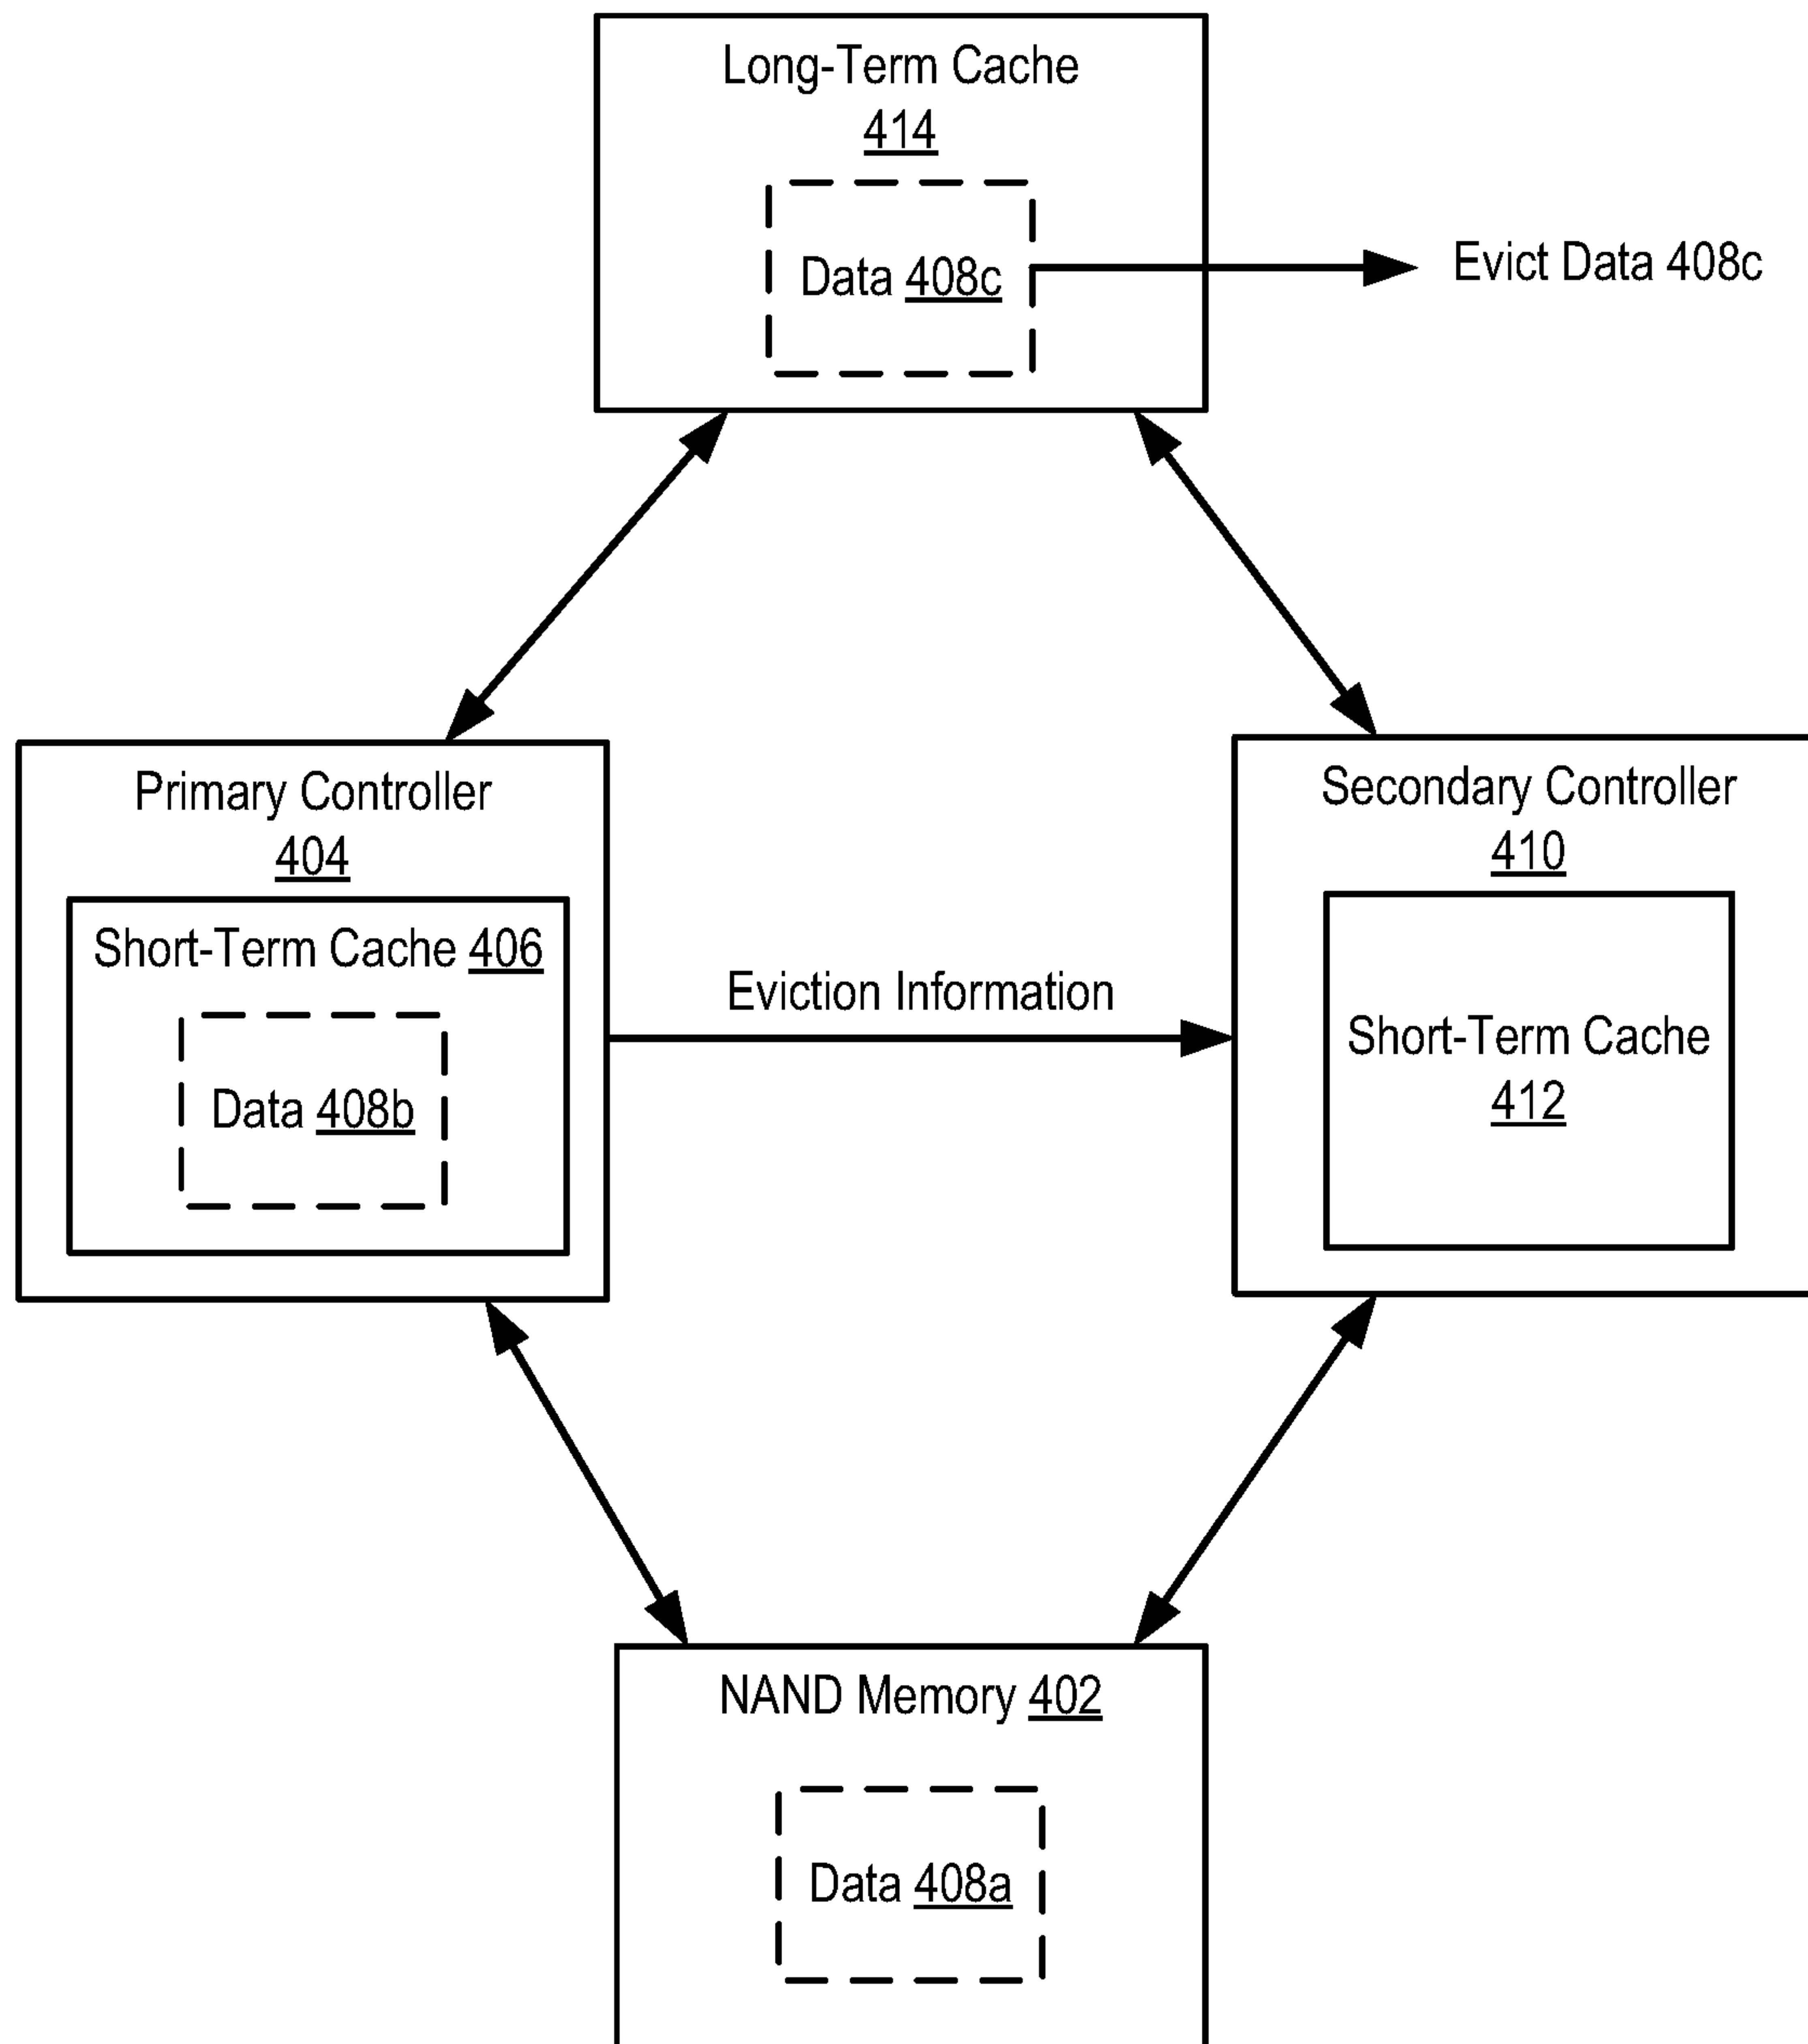 Long-Term Cache
414
Data 408c
Evict Data 408c
Primary Controller
404
Short-Term Cache 406
Data 408b
Eviction Information
Secondary Controller
410
Short-Term Cache
412
NAND Memory 402
Data 408a